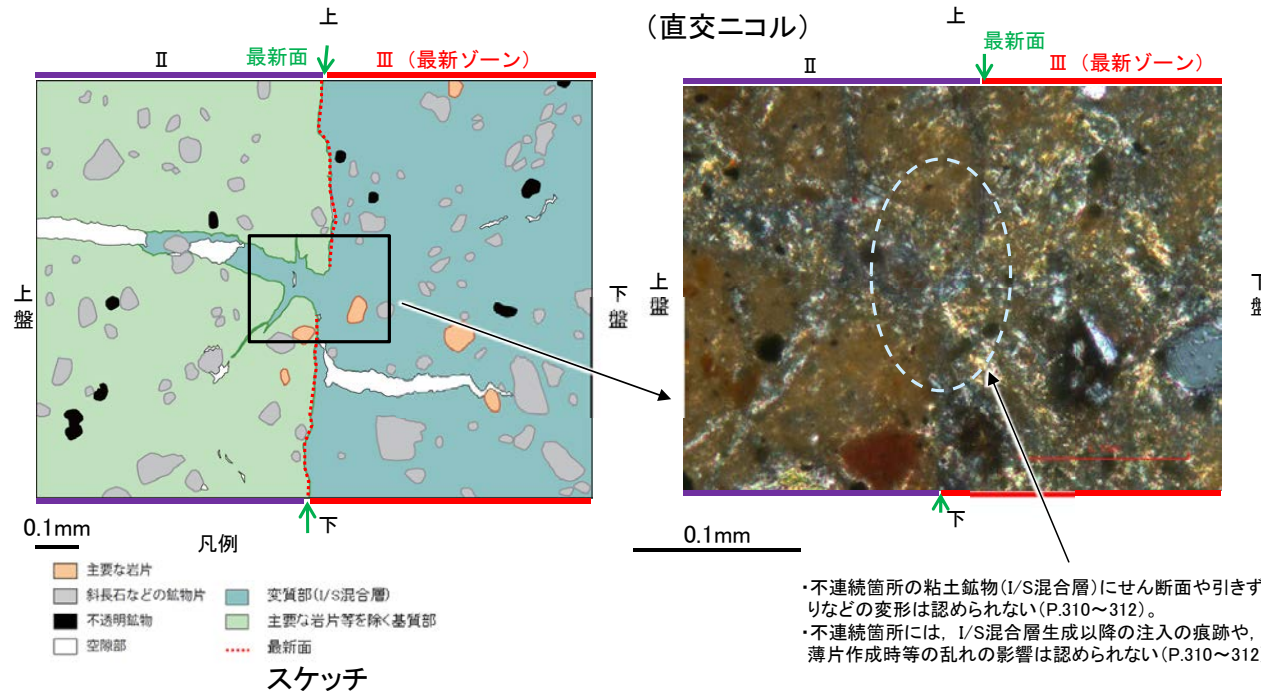 上
(直交ニコル)
上
Ⅱ
最新面
Ⅲ (最新ゾーン)
Ⅱ
最新面
Ⅲ (最新ゾーン)
上盤
下盤
上盤
下盤
下
下
0.1mm
0.1mm
凡例
主要な岩片
斜長石などの鉱物片
不透明鉱物
空隙部
変質部(I/S混合層)
主要な岩片等を除く基質部
最新面
スケッチ
・不連続箇所の粘土鉱物(I/S混合層)にせん断面や引きず
りなどの変形は認められない(P.310～312)。
・不連続箇所には, I/S混合層生成以降の注入の痕跡や,
薄片作成時等の乱れの影響は認められない(P.310～312